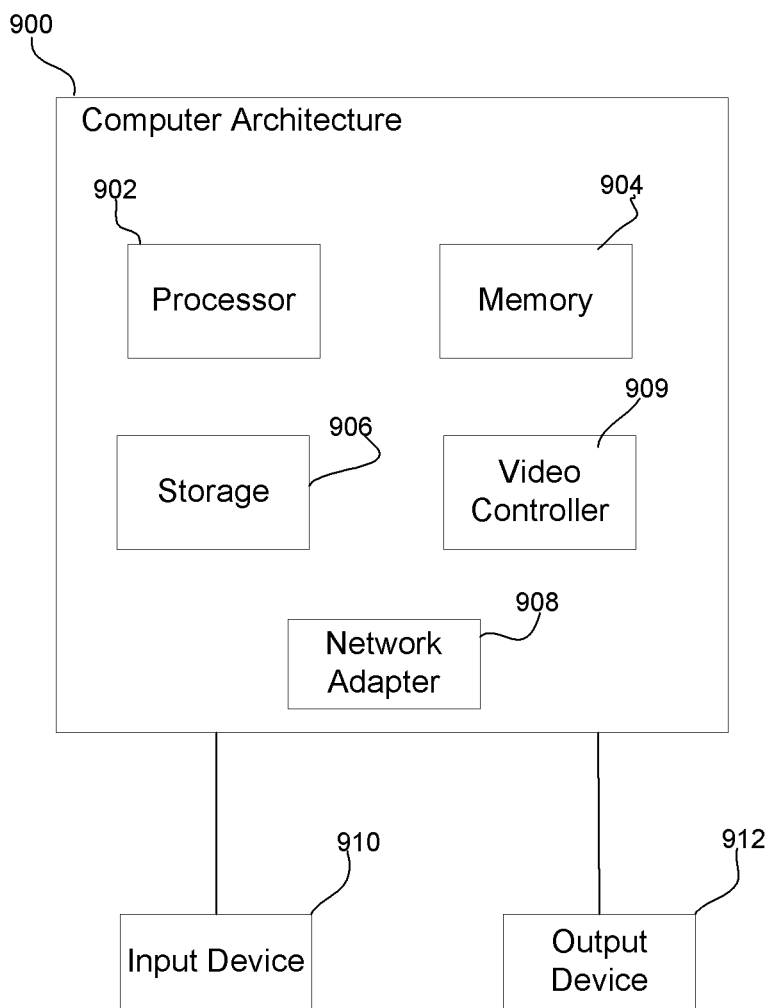 900
Computer Architecture
902
904
Processor
Memory
906
909
Storage
Video
Controller
908
Network
Adapter
910
912
Input Device
Output
Device